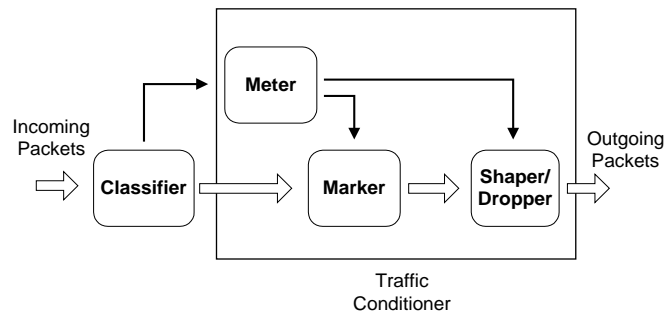 Meter
Incoming
Packets
Classifier
Marker
Shaper/
Dropper
Outgoing
Packets
Traffic
Conditioner